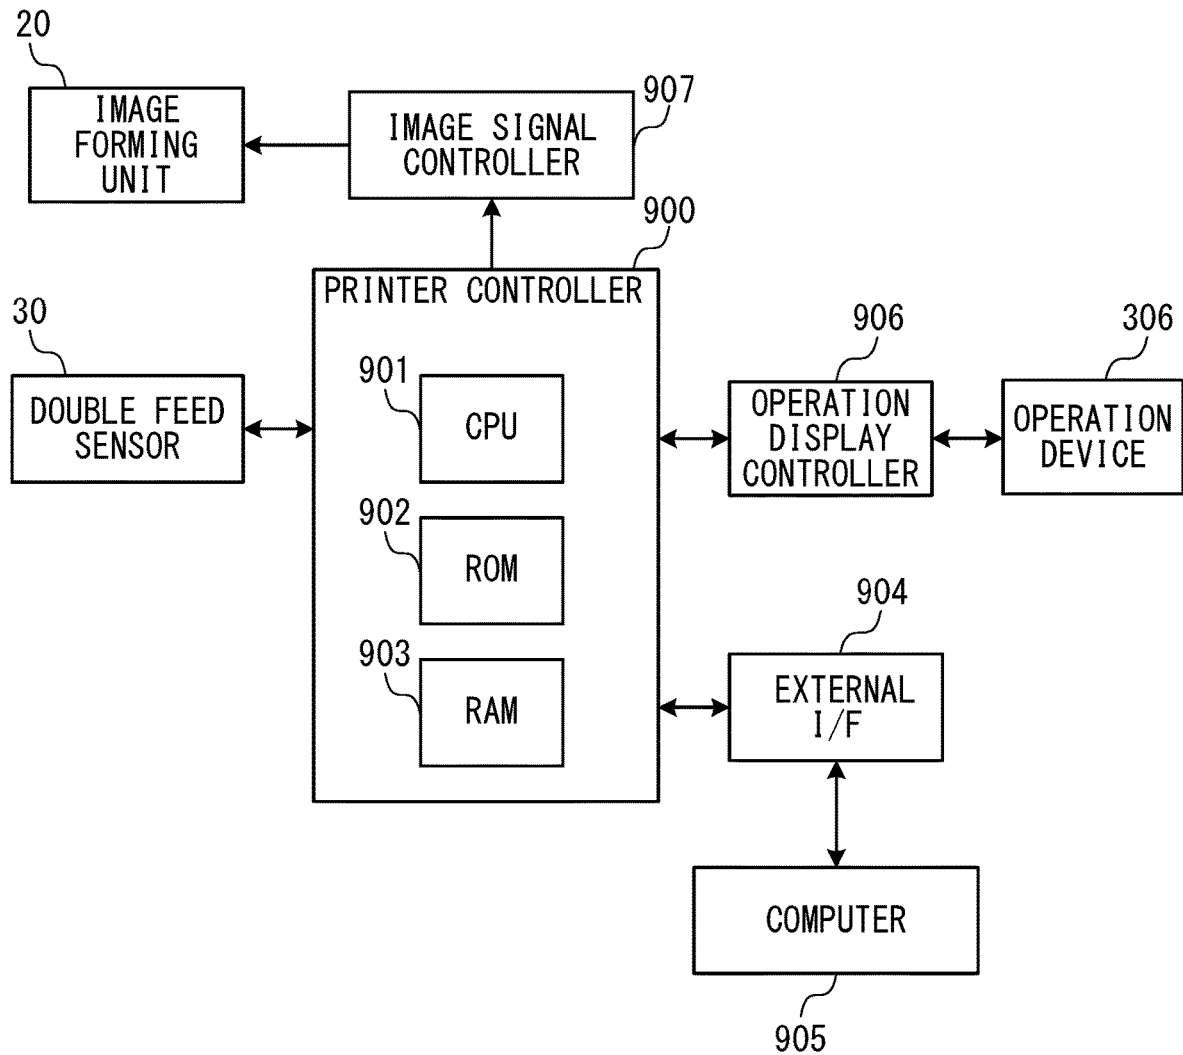 20
IMAGE
FORMING
UNIT
907
IMAGE SIGNAL
CONTROLLER
900
PRINTER CONTROLLER
30
DOUBLE FEED
SENSOR
901
CPU
902
ROM
903
RAM
906
OPERATION
DISPLAY
CONTROLLER
306
OPERATION
DEVICE
904
EXTERNAL
I/F
COMPUTER
905